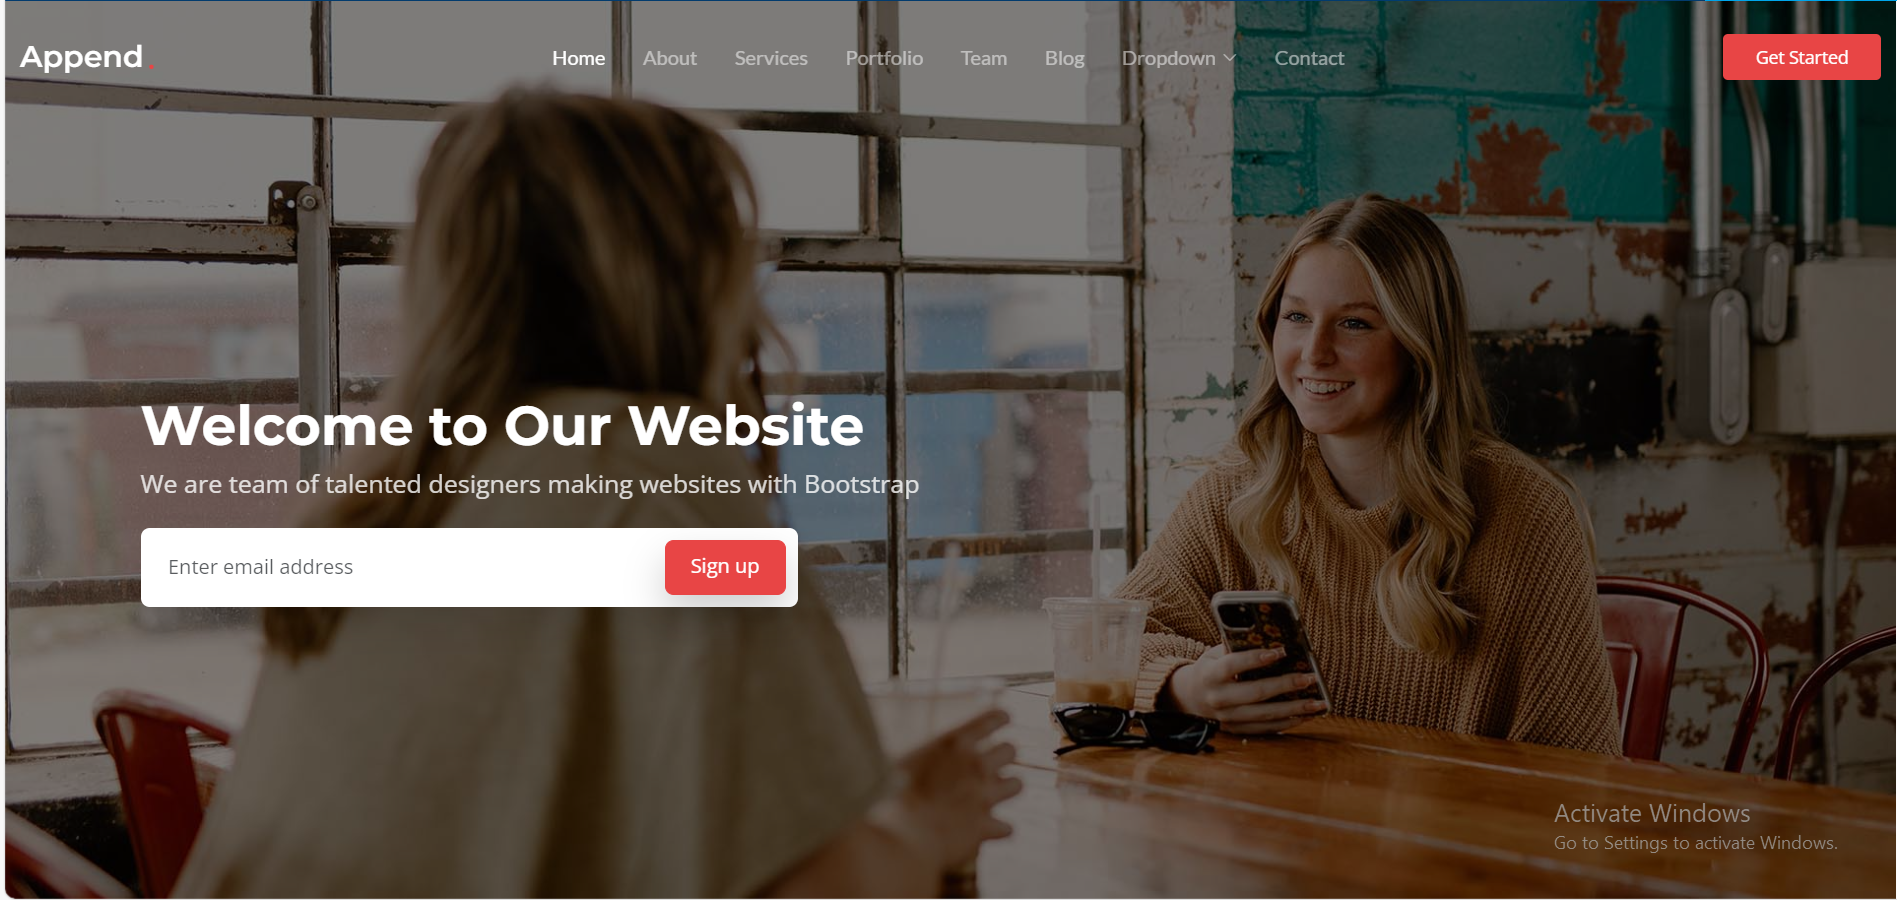 Append.
Home About Services Portfolio Team Blog Dropdown Contact
Get Started
Welcome to Our Website
We are team of talented designers making websites with Bootstrap
Enter email address
Sign up
Activate Windows
Go to Settings to activate Windows.